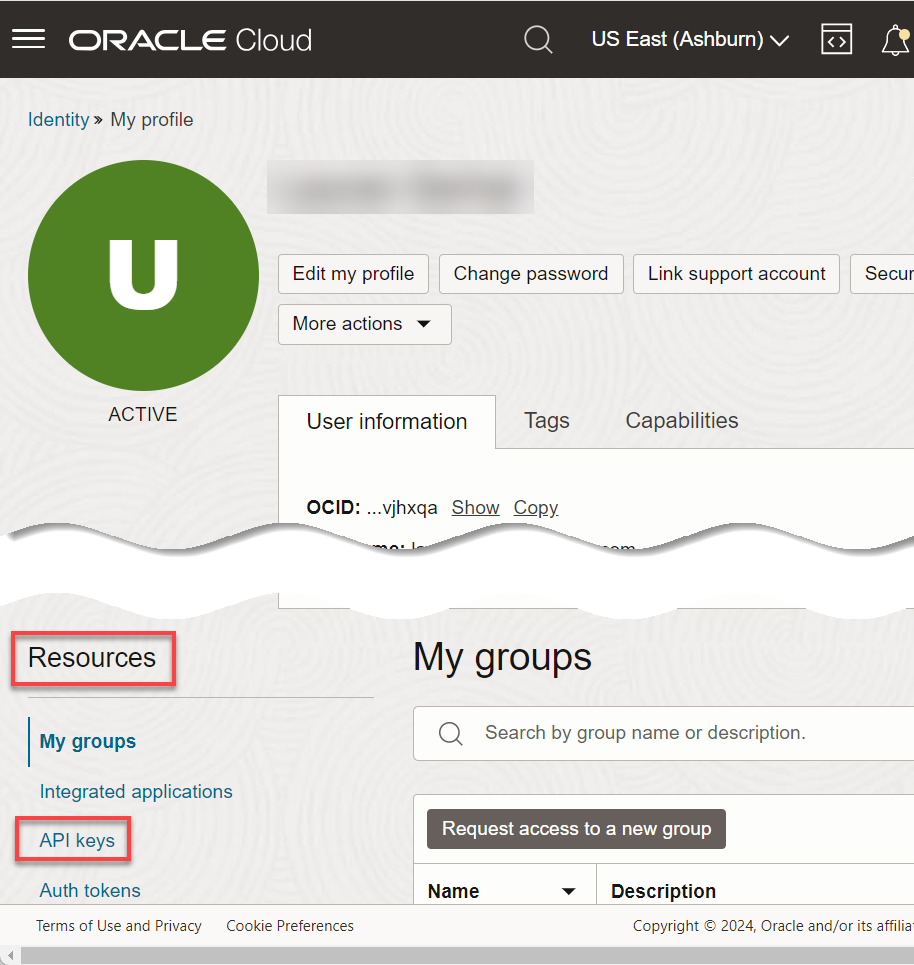 ORACLE Cloud
US East (Ashburn)
Identity » My profile
U
Edit my profile
Change password
Link support account
Secur
More actions
ACTIVE
User information
Tags
Capabilities
OCID: ...vjhxqa Show Copy
Resources
My groups
Integrated applications
API keys
Auth tokens
My groups
Search by group name or description.
Request access to a new group
Name
Description
Terms of Use and Privacy
Cookie Preferences
Copyright © 2024, Oracle and/or its affilia